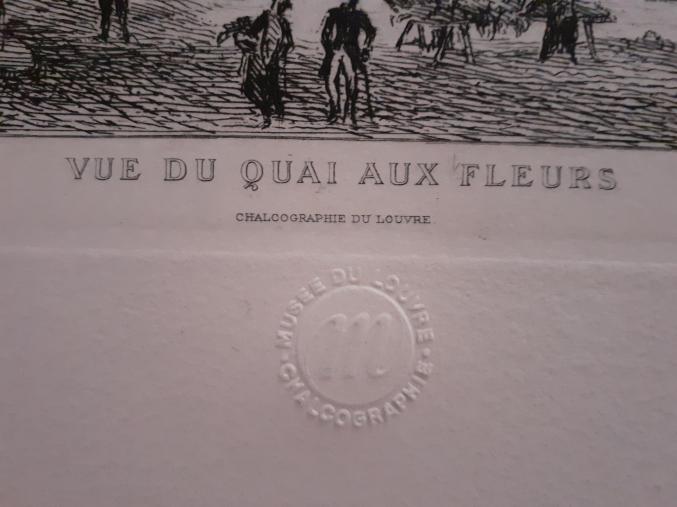 VUE DU QUAI AUX FLEURS
CHALCOGRAPHIE DU LOUVRE
MUSÉE DU LOUVRE
m
CHALCOGRAPHIE